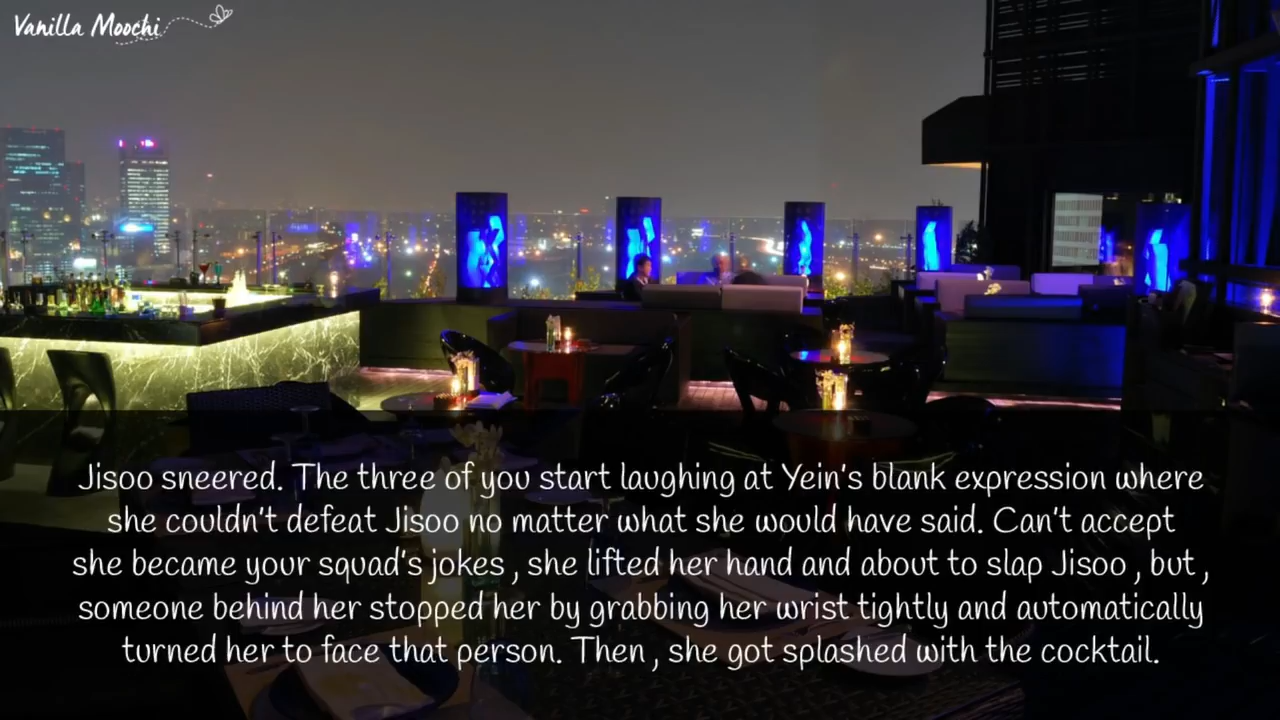 Vanilla Moochi
Jisoo sneered. The three of you start laughing at Yein's blank expression where
she couldn't defeat Jisoo no matter what she would have said. Can't accept
she became your squad's jokes , she lifted her hand and about to slap Jisoo , but ,
someone behind her stopped her by grabbing her wrist tightly and automatically
turned her to face that person. Then , she got splashed with the cocktail.